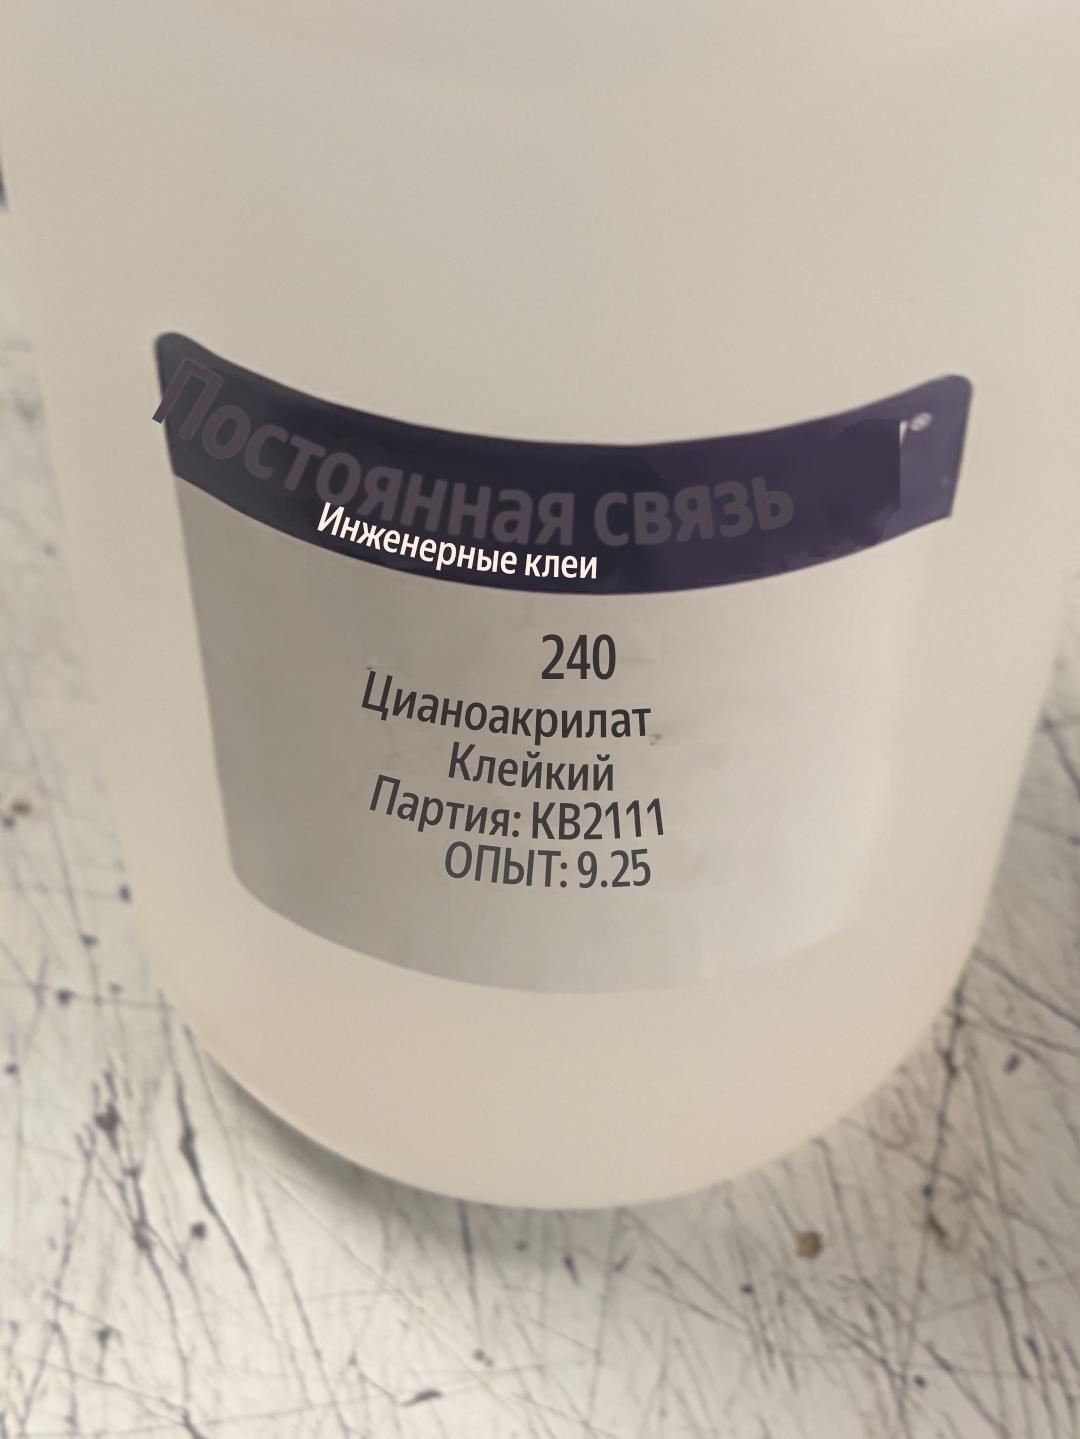 Постоянная связь
Инженерные клеи
240
Цианоакрилат
Клейкий
Партия: KB2111
ОПЫТ: 9.25